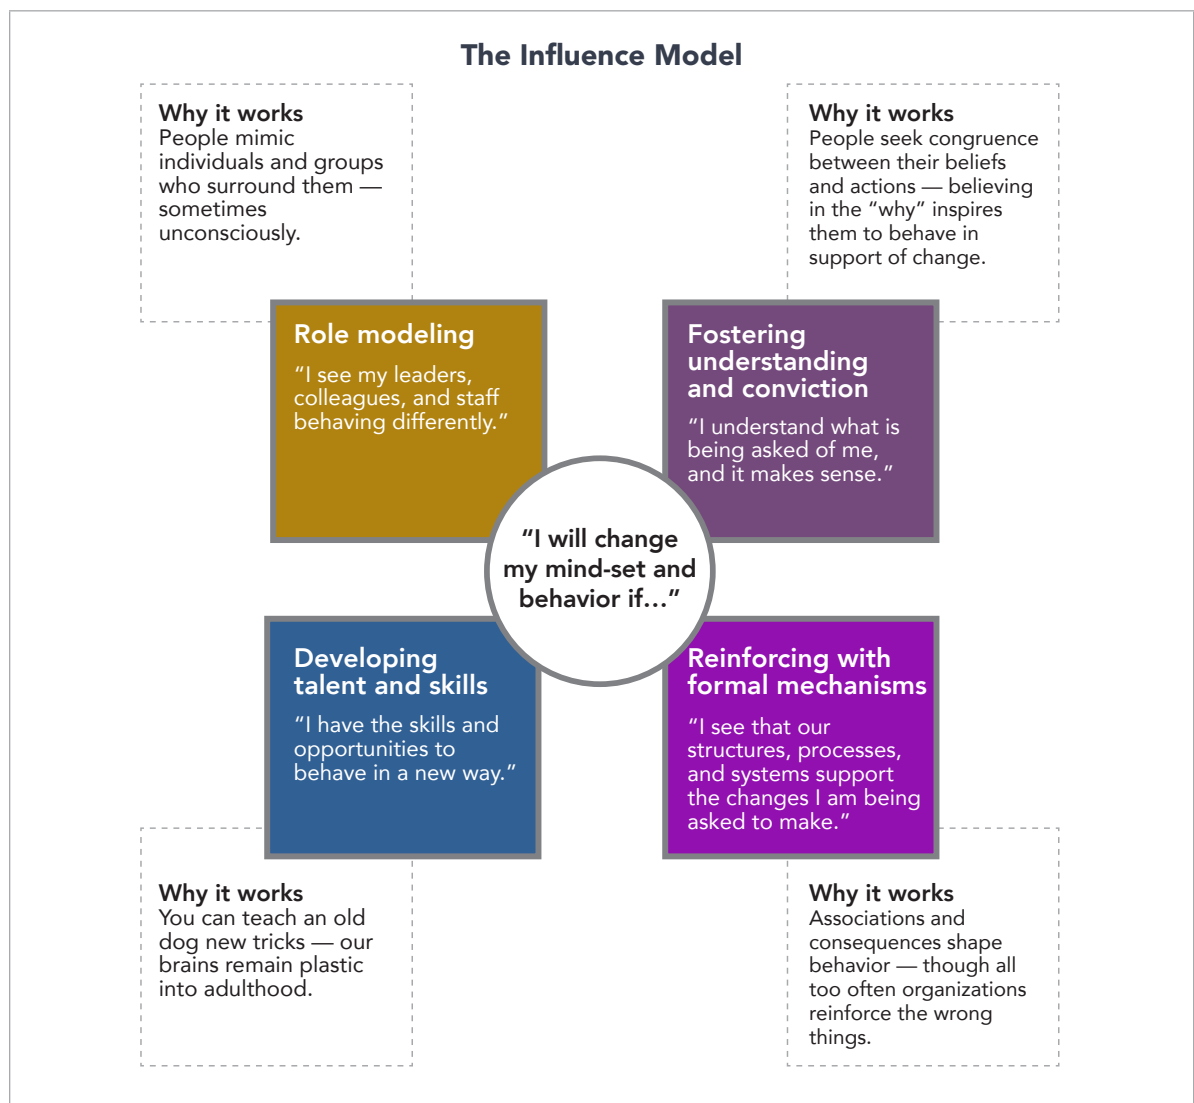 The Influence Model
Why it works
People mimic
individuals and groups
who surround them —
sometimes
unconsciously.
Why it works
People seek congruence
between their beliefs
and actions — believing
in the “why” inspires
them to behave in
support of change.
Role modeling
“I see my leaders,
colleagues, and staff
behaving differently.”
Fostering
understanding
and conviction
“I understand what is
being asked of me,
and it makes sense.”
“I will change
my mind-set and
behavior if…”
Developing
talent and skills
“I have the skills and
opportunities to
behave in a new way.”
Reinforcing with
formal mechanisms
“I see that our
structures, processes,
and systems support
the changes I am being
asked to make.”
Why it works
You can teach an old
dog new tricks — our
brains remain plastic
into adulthood.
Why it works
Associations and
consequences shape
behavior — though all
too often organizations
reinforce the wrong
things.